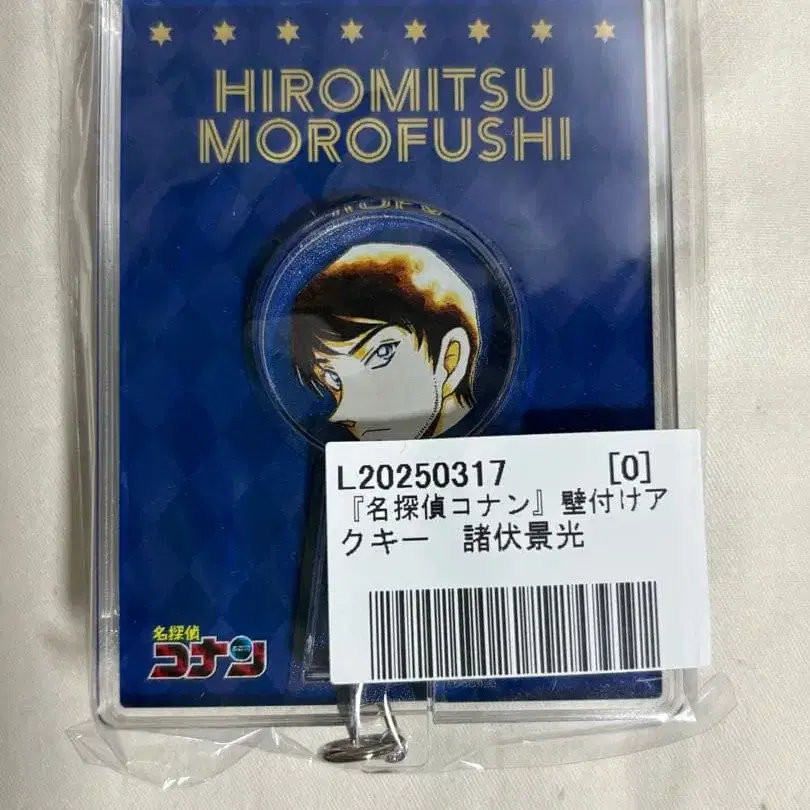 HIROMITSU
MOROFUSHI
L20250317 [0]
『名探偵コナン』壁付けア
クキー 諸伏景光
名探偵
コナン